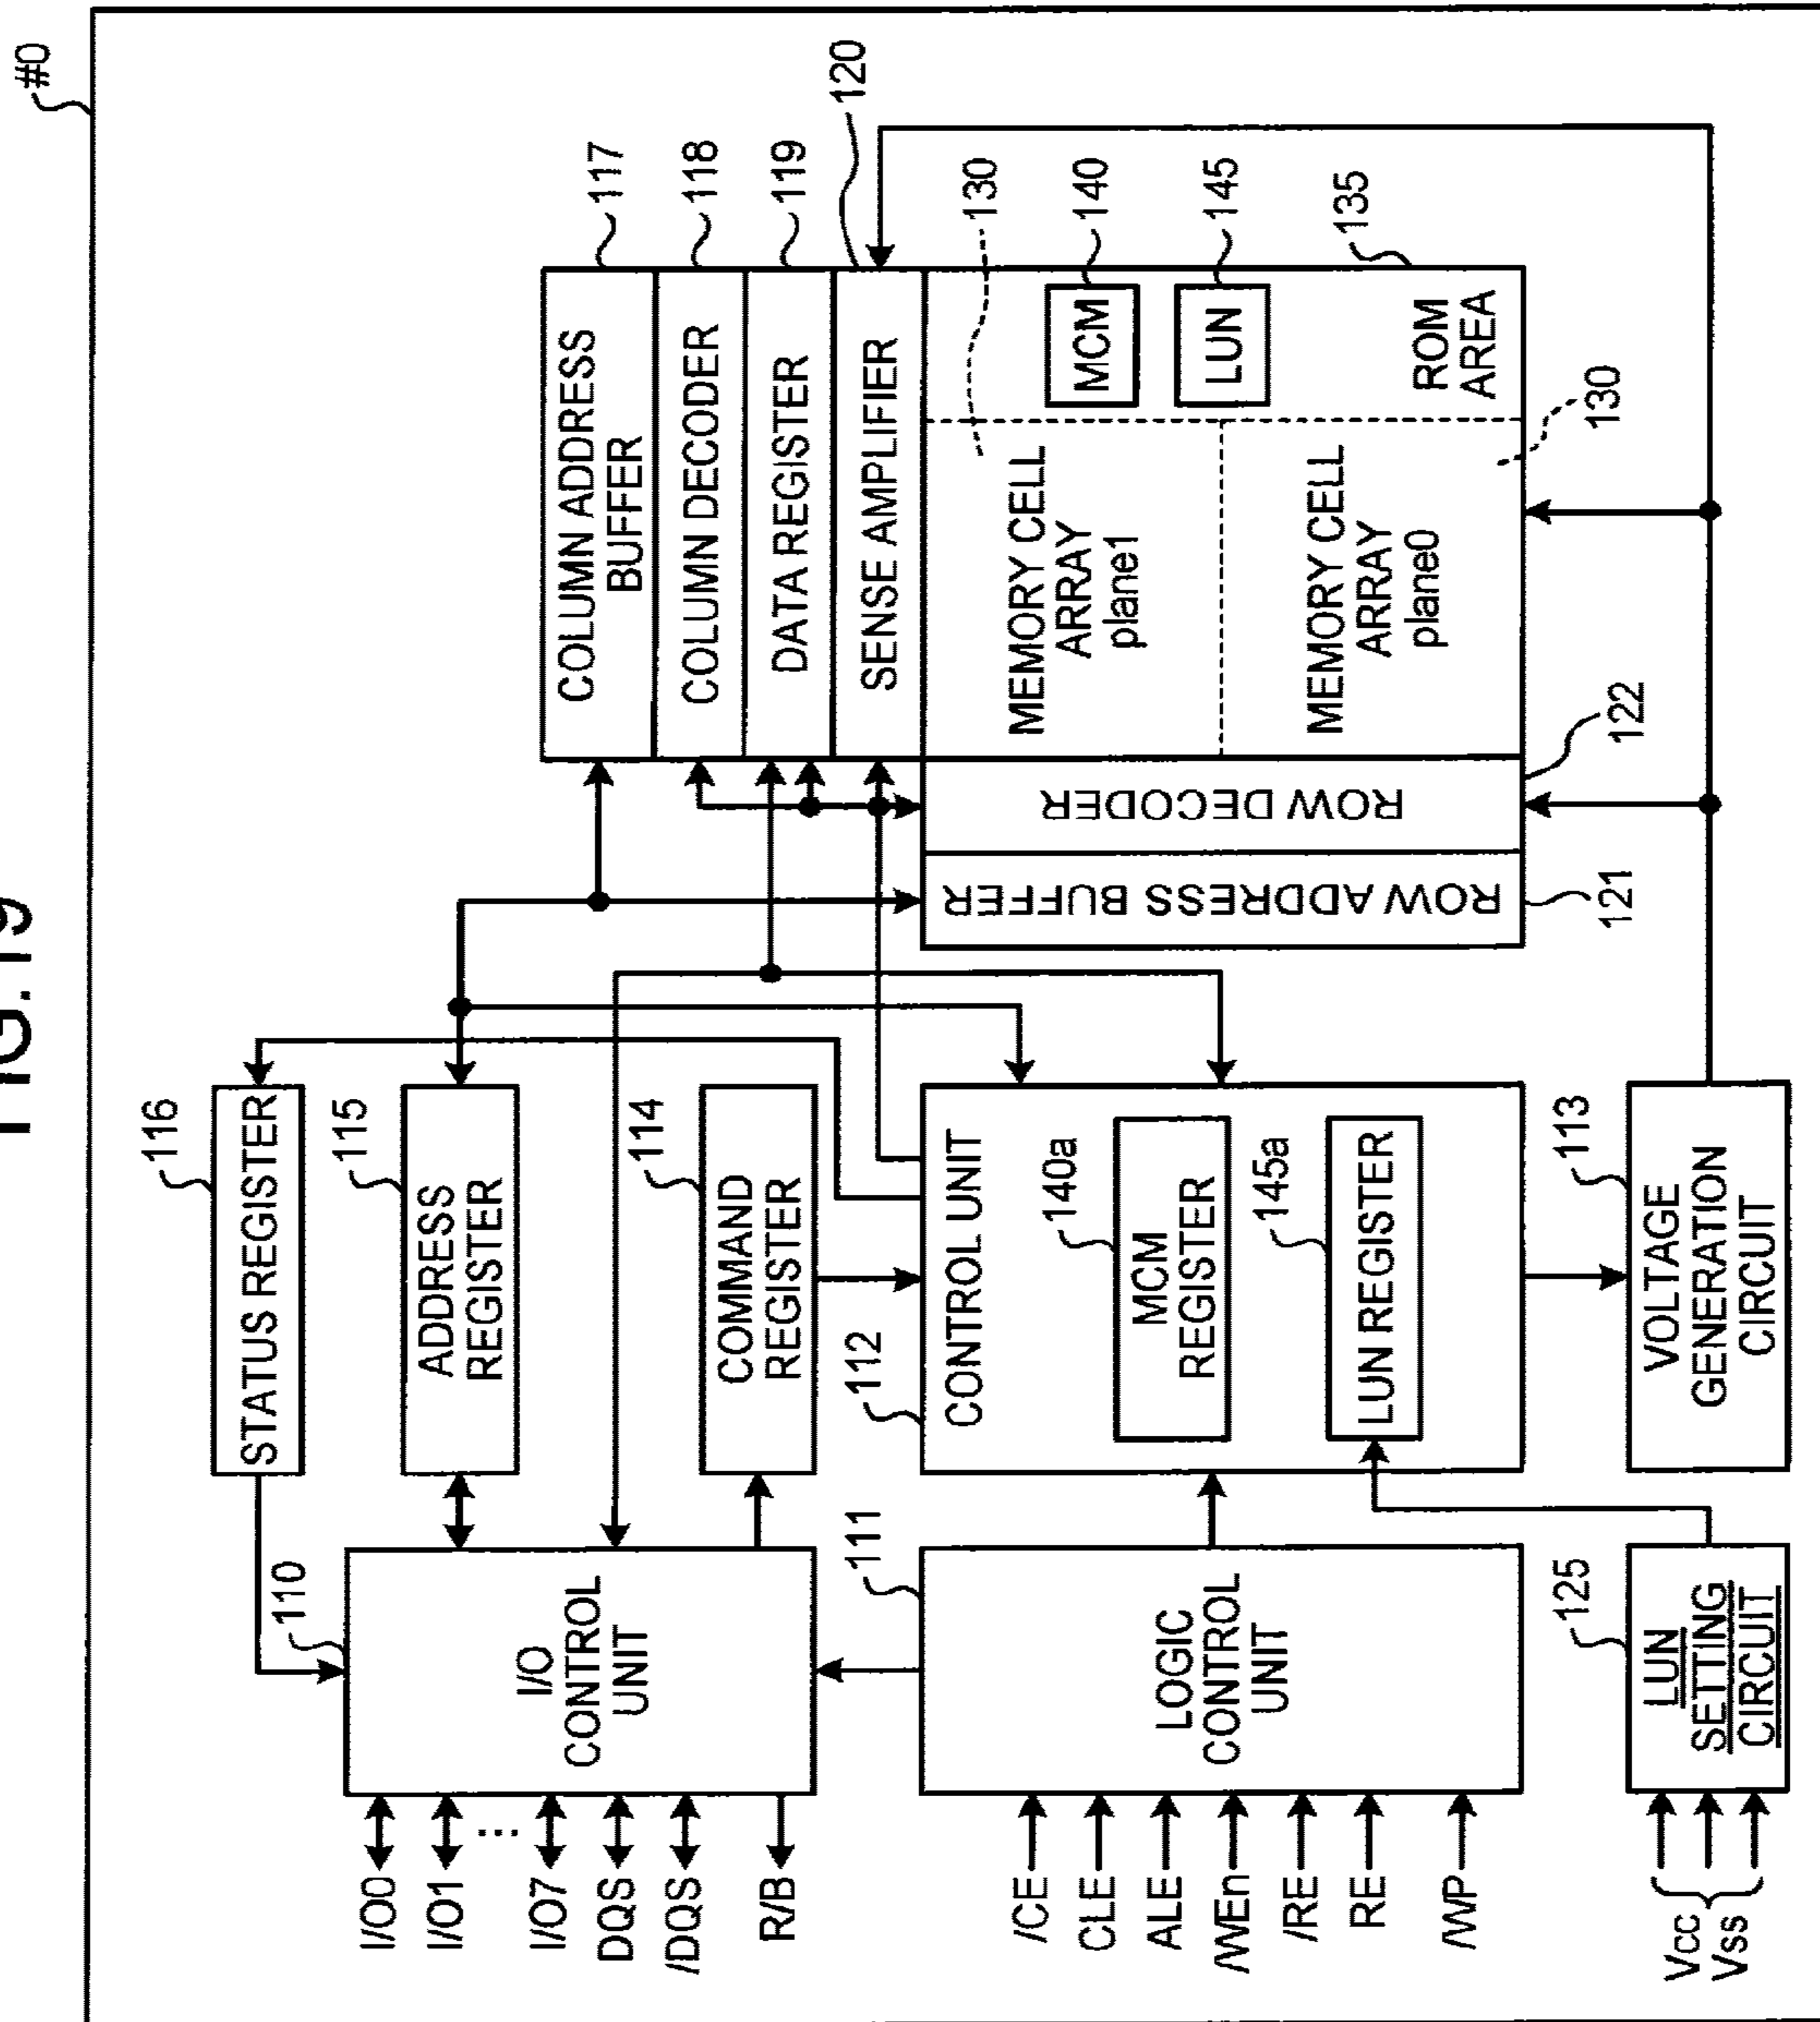 FIG.19
#0
116
STATUS REGISTER
115
ADDRESS
REGISTER
114
COMMAND
REGISTER
110
I/O
CONTROL
UNIT
I/O0
I/O1
...
I/O7
DQS
/DQS
R/B
111
LOGIC
CONTROL
UNIT
/CE
CLE
ALE
/WEn
/RE
RE
/WP
112
CONTROL UNIT
140a
MCM
REGISTER
145a
LUN REGISTER
125
LUN
SETTING
CIRCUIT
Vcc
Vss
113
VOLTAGE
GENERATION
CIRCUIT
COLUMN ADDRESS
BUFFER
117
COLUMN DECODER
118
DATA REGISTER
119
SENSE AMPLIFIER
120
ROW ADDRESS BUFFER
121
ROW DECODER
122
MEMORY CELL
ARRAY
plane1
130
MEMORY CELL
ARRAY
plane0
130
MCM
140
LUN
145
ROM
AREA
135